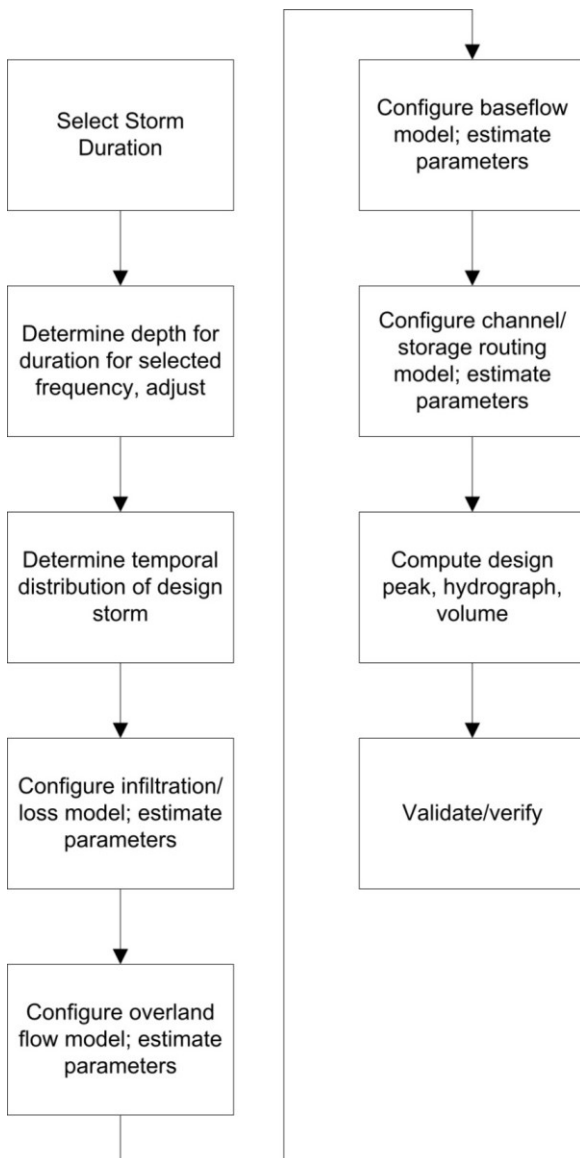 Select Storm
Duration
Determine depth for
duration for selected
frequency, adjust
Determine temporal
distribution of design
storm
Configure infiltration/
loss model; estimate
parameters
Configure overland
flow model; estimate
parameters
Configure baseflow
model; estimate
parameters
Configure channel/
storage routing
model; estimate
parameters
Compute design
peak, hydrograph,
volume
Validate/verify